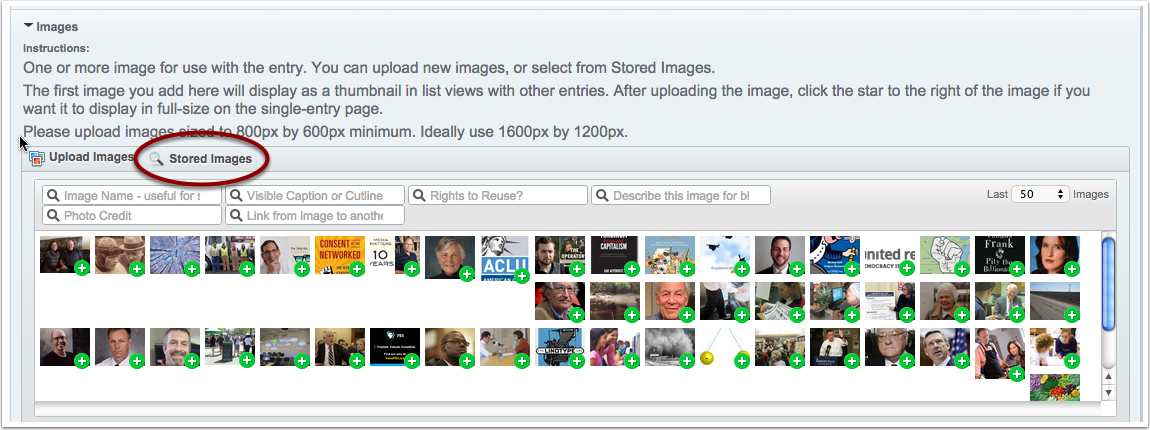 Images
Instructions:
One or more image for use with the entry. You can upload new images, or select from Stored Images.
The first image you add here will display as a thumbnail in list views with other entries. After uploading the image, click the star to the right of the image if you
want it to display in full-size on the single-entry page.
Please upload images sized to 800px by 600px minimum. Ideally use 1600px by 1200px.
Upload Images Stored Images
Image Name - useful for s Visible Caption or Cutline Rights to Reuse? Describe this image for bl Last 50 Images
Photo Credit Link from image to anothe
CONSENT
NETWORKED
MEDIA MATTERS
10
YEARS
ACLU
AMERICAN
THE OPERATOR
CAPITALISM
united re
DEMOCRACY IS
Frank
Pity the
Billionai
LINOTYPE